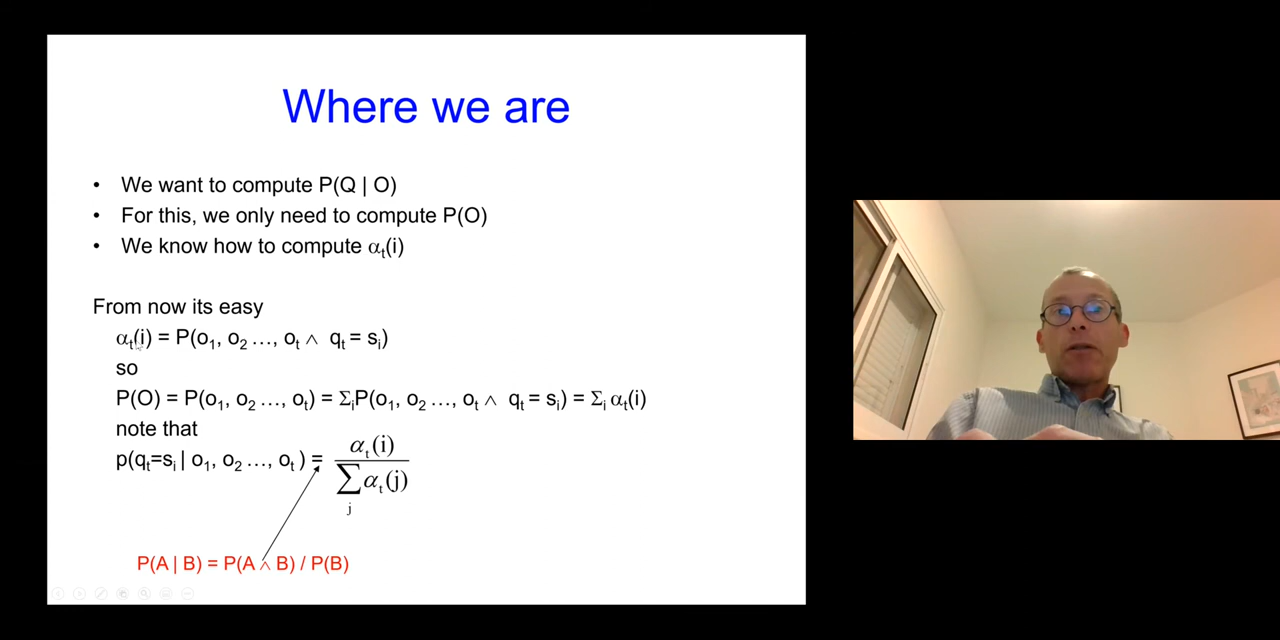 Where we are
• We want to compute P(Q | O)
• For this, we only need to compute P(O)
• We know how to compute αₜ(i)
From now its easy
αₜ(i) = P(o₁, o₂ …, oₜ ∧ qₜ = sᵢ)
so
P(O) = P(o₁, o₂ …, oₜ) = ΣᵢP(o₁, o₂ …, oₜ ∧ qₜ = sᵢ) = Σᵢ αₜ(i)
note that
p(qₜ=sᵢ | o₁, o₂ …, oₜ ) = αₜ(i) / ∑ⱼ αₜ(j)
P(A | B) = P(A ∧ B) / P(B)